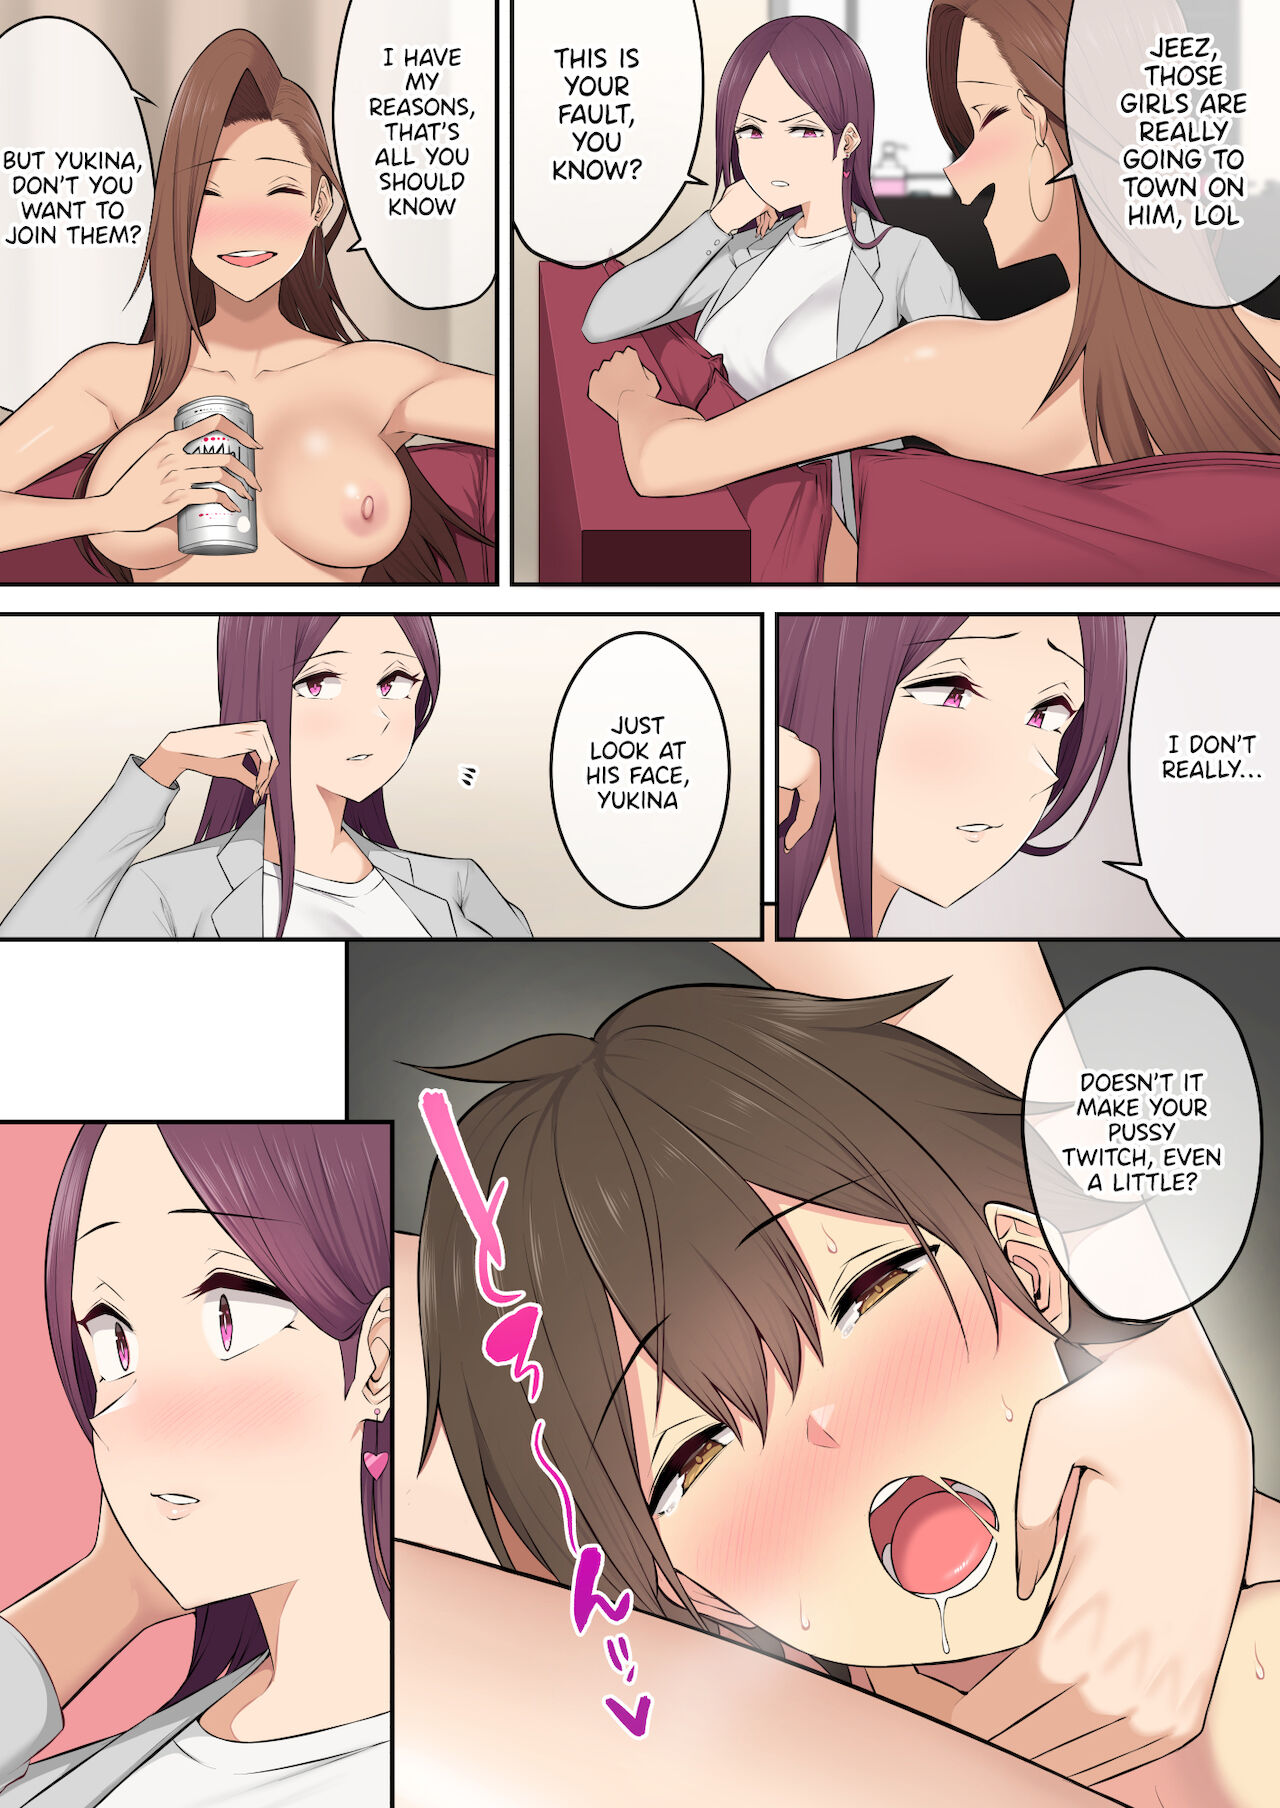 JEEZ,
THOSE
GIRLS ARE
REALLY
GOING TO
TOWN ON
HIM, LOL
THIS IS
YOUR
FAULT,
YOU
KNOW?
I HAVE
MY
REASONS,
THAT'S
ALL YOU
SHOULD
KNOW
BUT YUKINA,
DON'T YOU
WANT TO
JOIN THEM?
I DON'T
REALLY...
JUST
LOOK AT
HIS FACE,
YUKINA
DOESN'T IT
MAKE YOUR
PUSSY
TWITCH, EVEN
A LITTLE?
とろ〜んッ